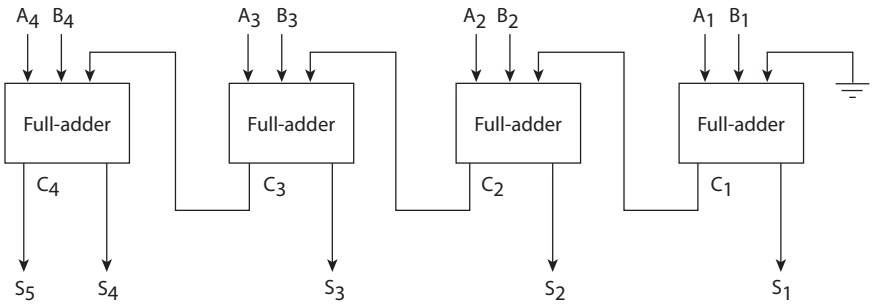 A4 B4 A3 B3 A2 B2 A1 B1
Full-adder Full-adder Full-adder Full-adder
C4 C3 C2 C1
S5 S4 S3 S2 S1